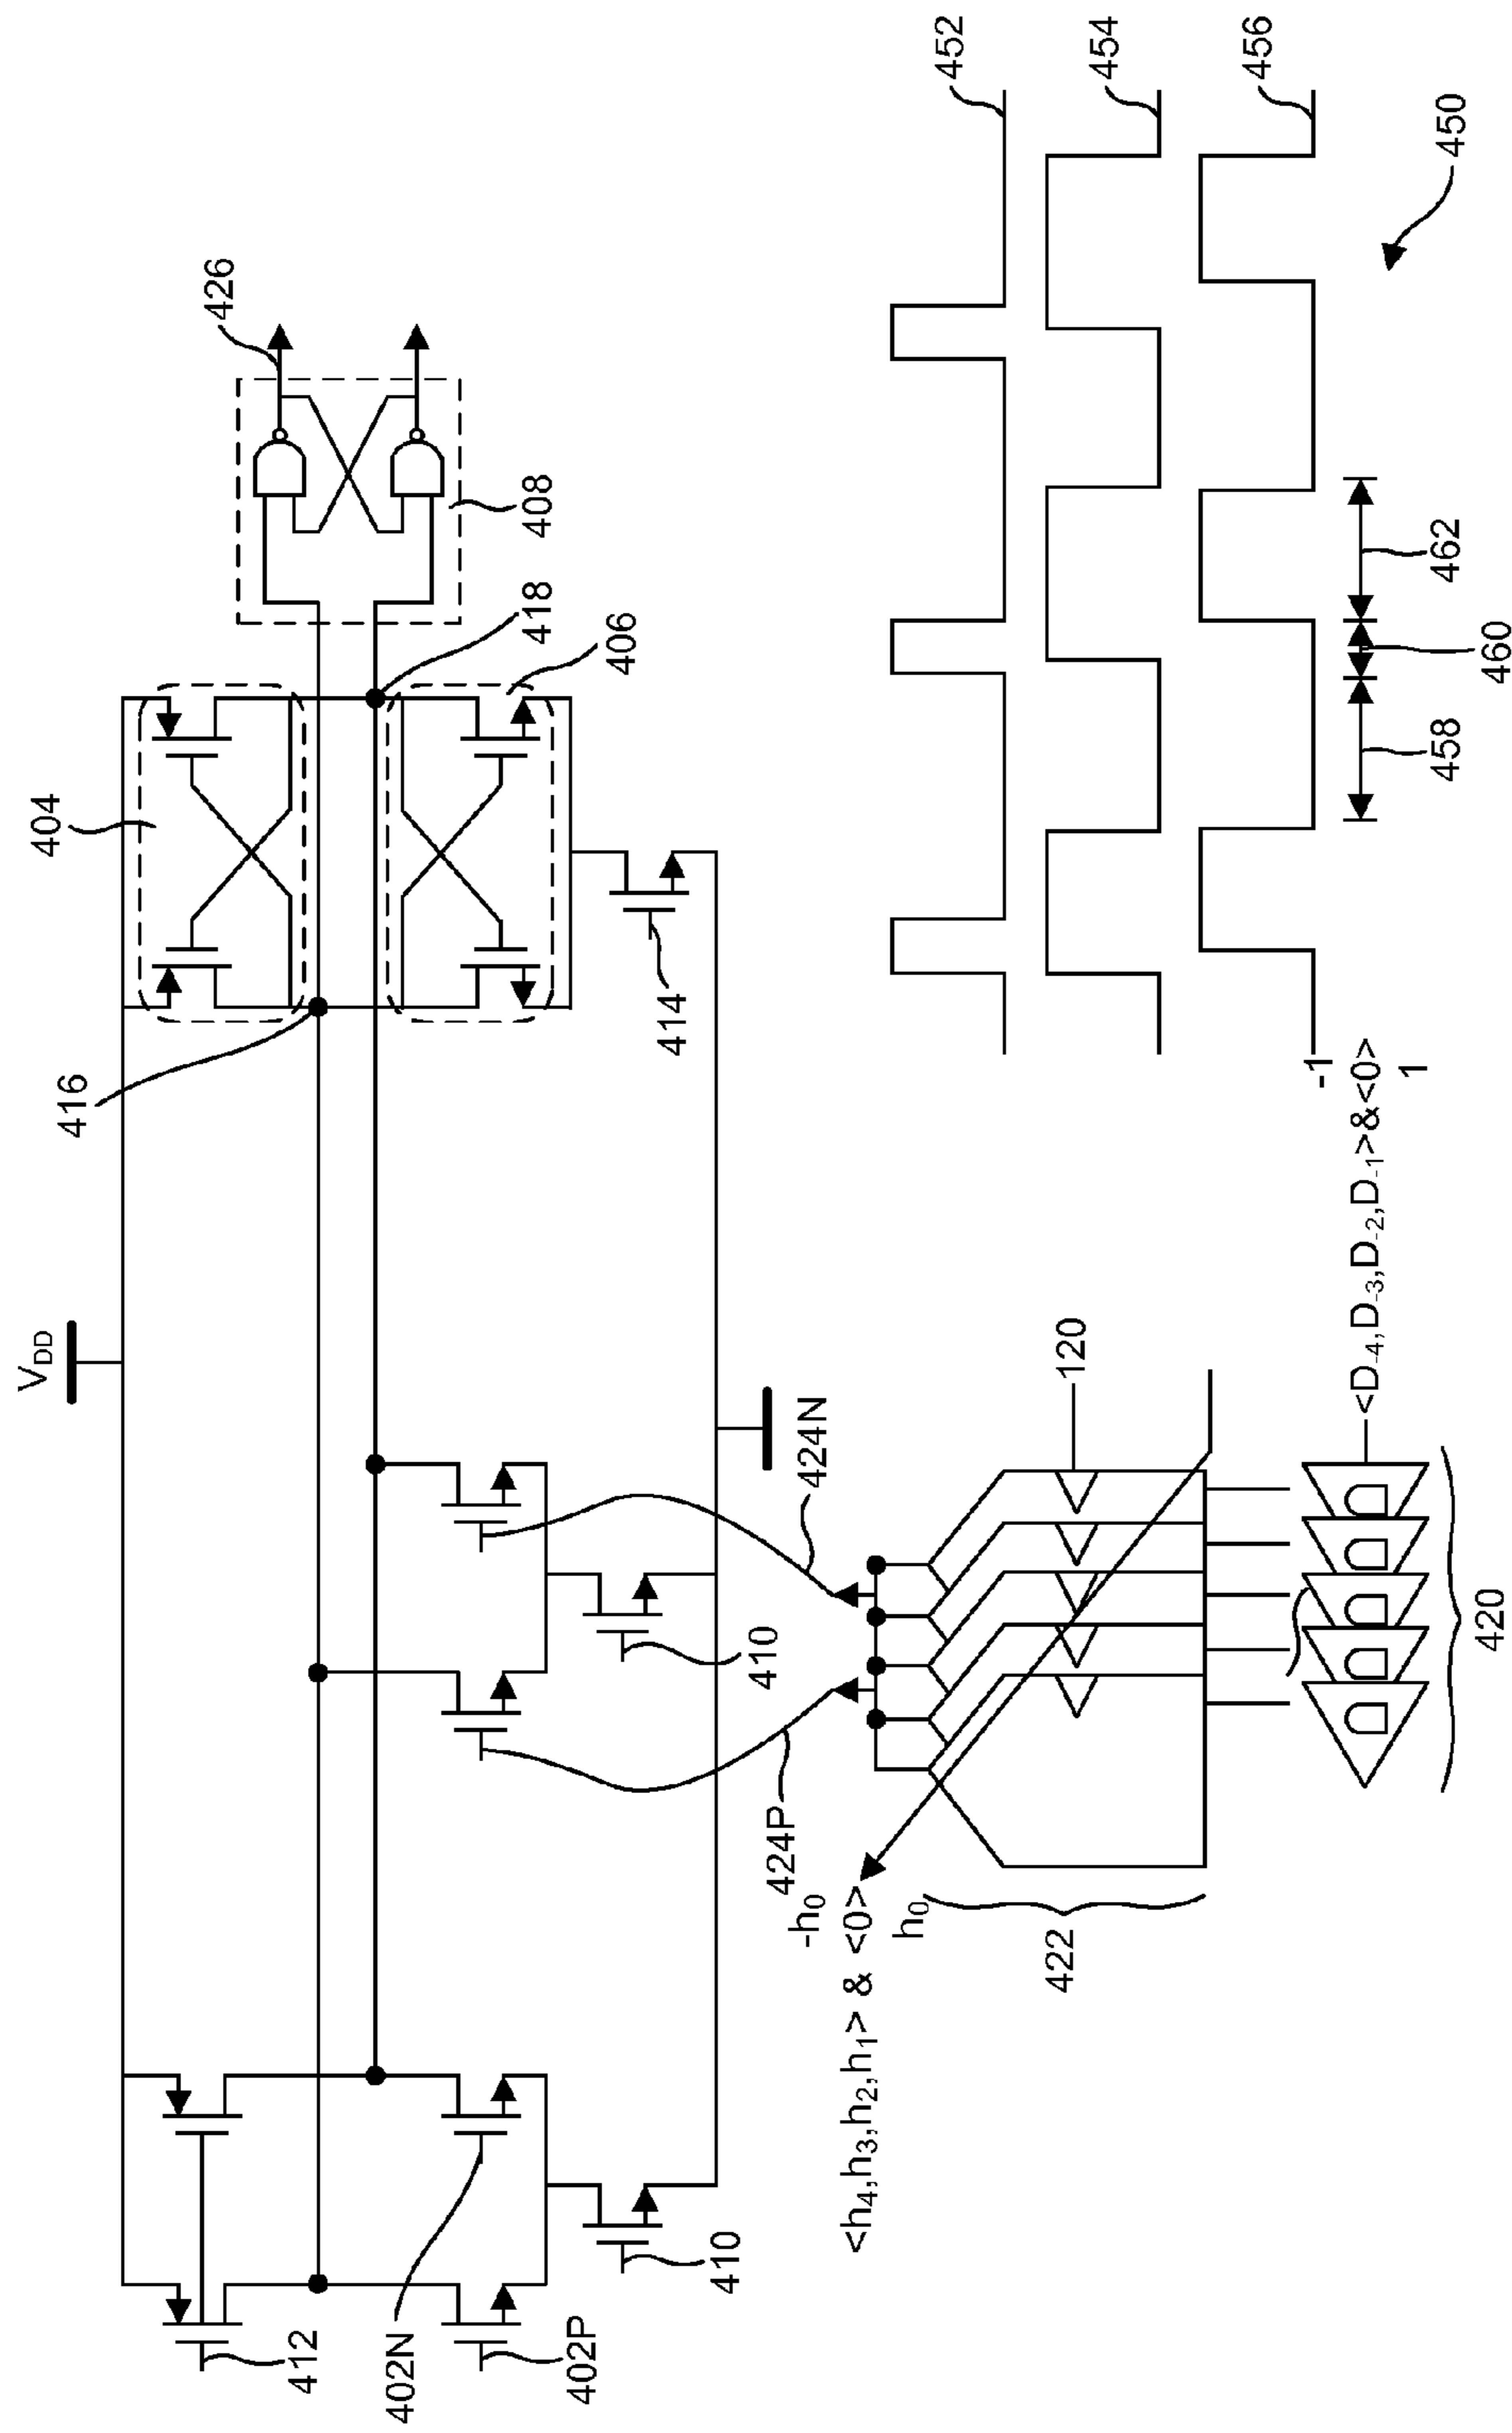 V_DD
412
402N
402P
410
410
416
404
418
406
414
408
426
424P
424N
-h₀
<h₄,h₃,h₂,h₁> & <0>
h₀
422
120
-1
<D₋₄,D₋₃,D₋₂,D₋₁>&<0>
1
420
452
454
456
458
460
462
450